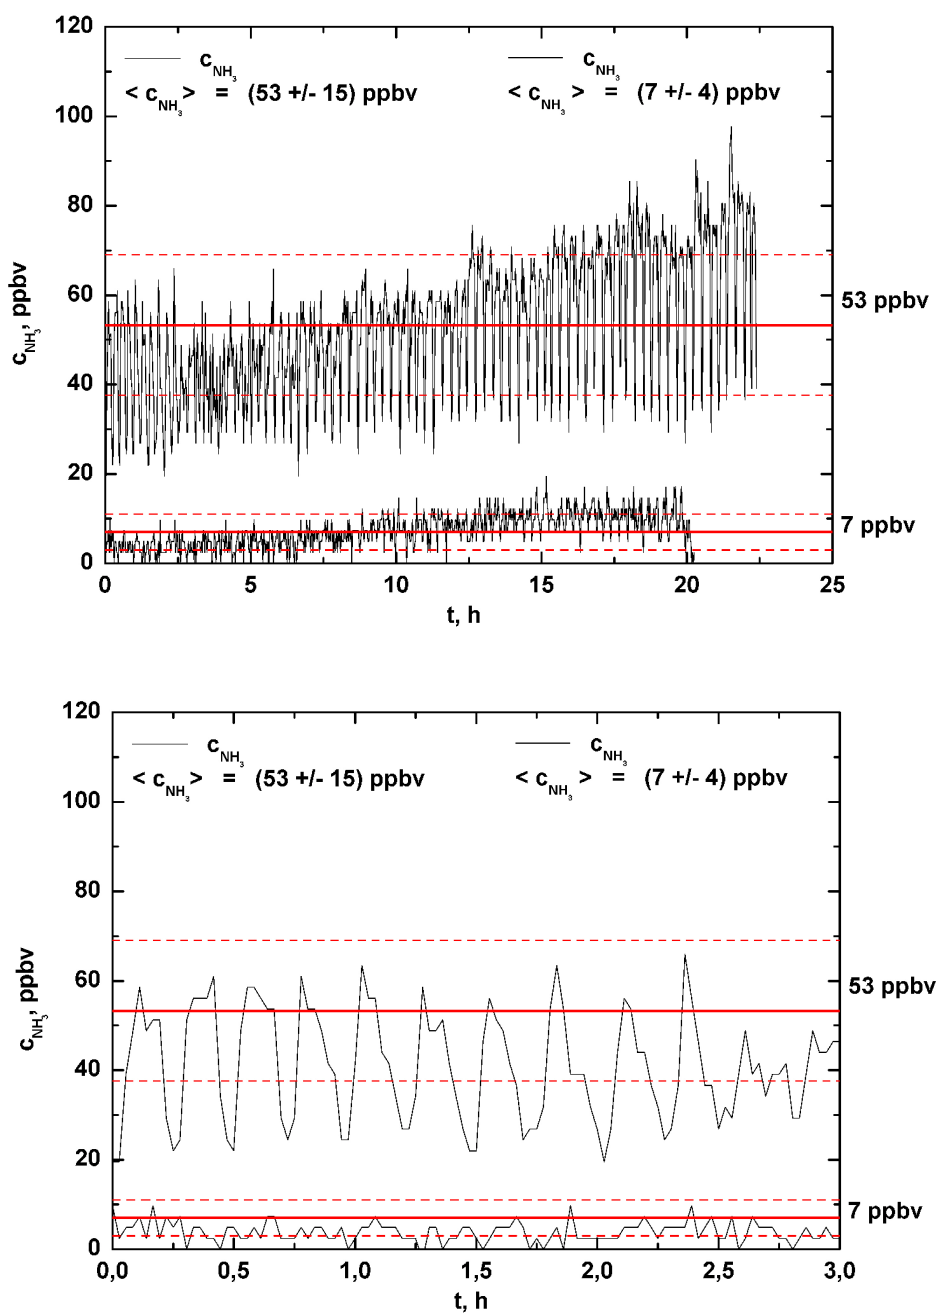 120
100
80
60
40
20
0
c_NH₃, ppbv
c_NH₃
c_NH₃
< c_NH₃ > = (53 +/- 15) ppbv
< c_NH₃ > = (7 +/- 4) ppbv
53 ppbv
7 ppbv
0 5 10 15 20 25
t, h
120
100
80
60
40
20
0
c_NH₃, ppbv
c_NH₃
c_NH₃
< c_NH₃ > = (53 +/- 15) ppbv
< c_NH₃ > = (7 +/- 4) ppbv
53 ppbv
7 ppbv
0,0 0,5 1,0 1,5 2,0 2,5 3,0
t, h